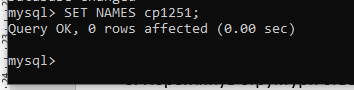 mysql> SET NAMES cp1251;
Query OK, 0 rows affected (0.00 sec)
mysql>